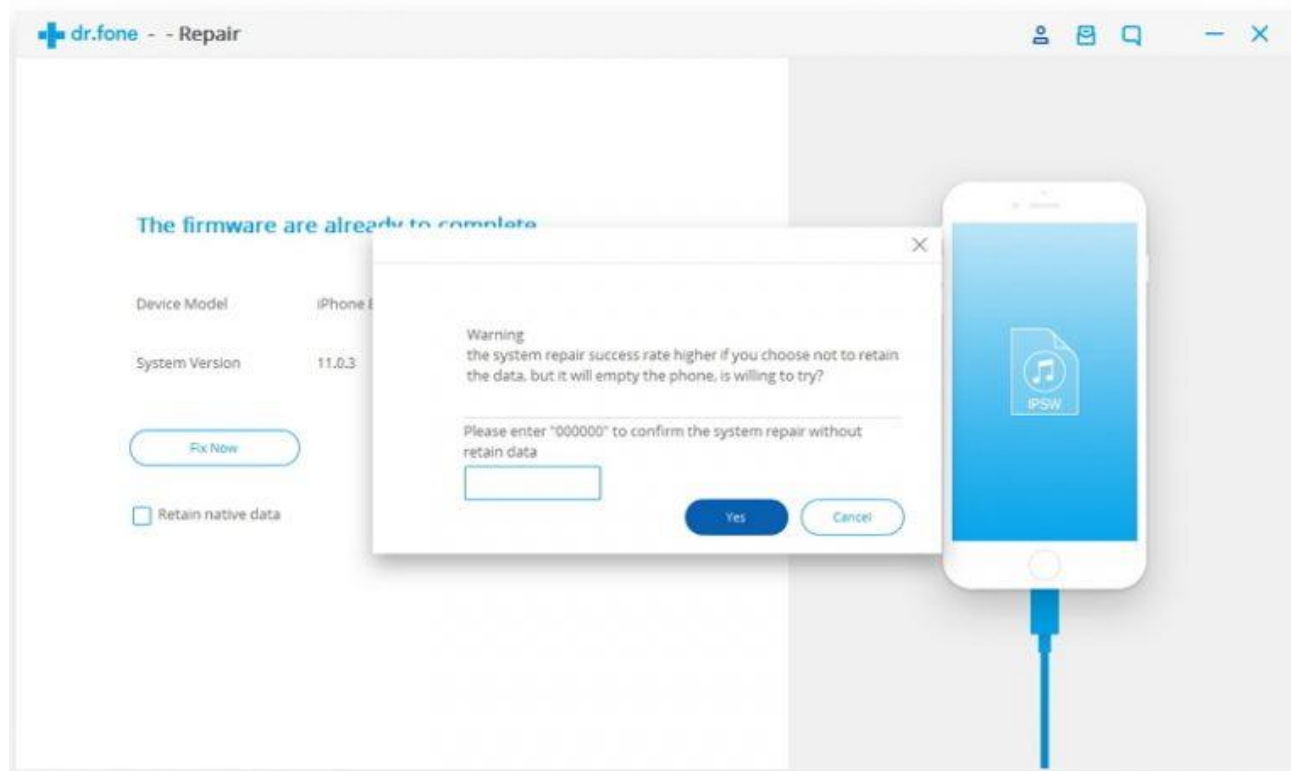 dr.fone - - Repair
The firmware are already to complete
Device Model iPhone
System Version 11.0.3
Fix Now
Retain native data
Warning
the system repair success rate higher if you choose not to retain
the data, but it will empty the phone, is willing to try?
Please enter "000000" to confirm the system repair without
retain data
Yes
Cancel
IPSW